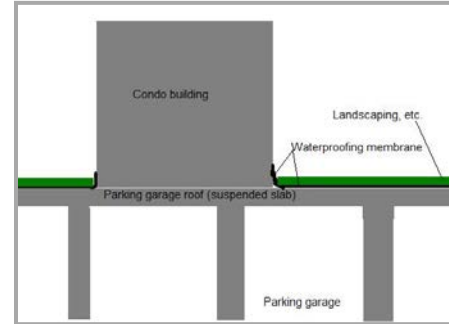 Condo building
Landscaping, etc.
Waterproofing membrane
Parking garage roof (suspended slab)
Parking garage